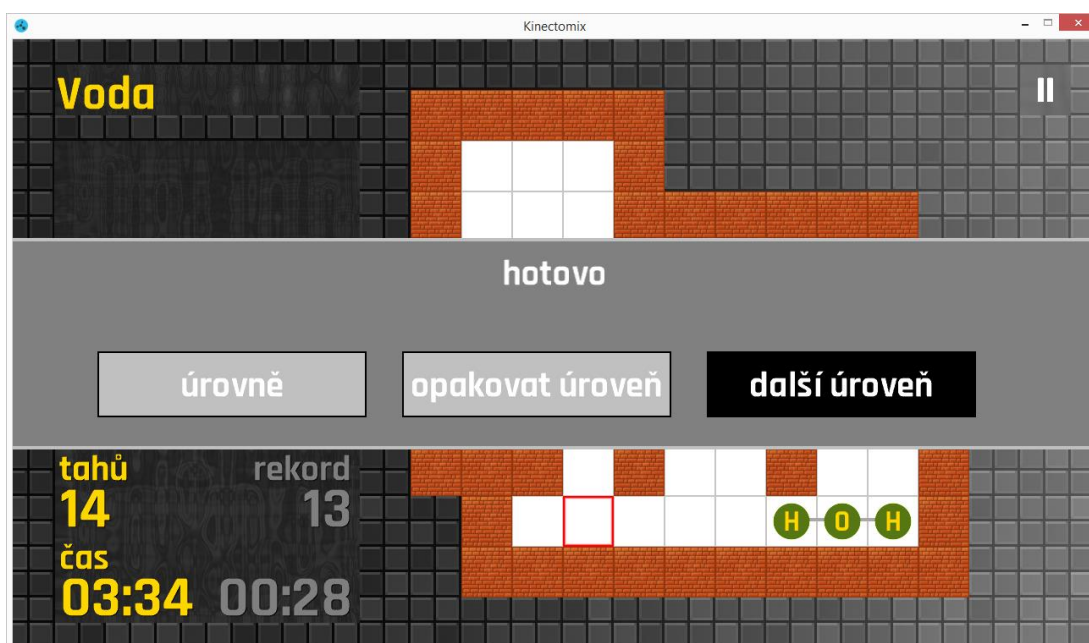 Kinectomix
Voda
hotovo
úrovně
opakovat úroveň
další úroveň
tahů rekord
14 13
čas
03:34 00:28
H O H